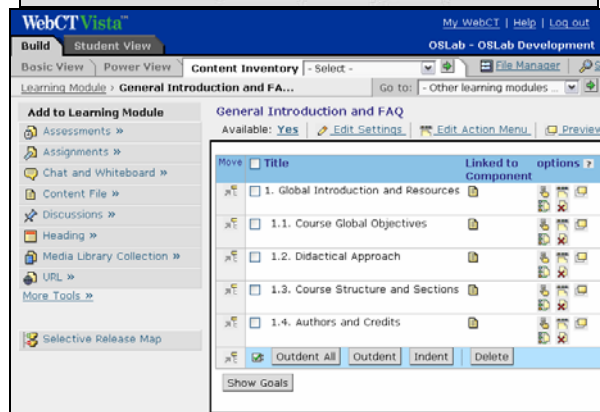 WebCT Vista™
My WebCT | Help | Log out
Build Student View OSLab - OSLab Development
Basic View Power View Content Inventory - Select - File Manager
Learning Module › General Introduction and FA... Go to: - Other learning modules ...
Add to Learning Module
Assessments »
Assignments »
Chat and Whiteboard »
Content File »
Discussions »
Heading »
Media Library Collection »
URL »
More Tools »
Selective Release Map
General Introduction and FAQ
Available: Yes | Edit Settings | Edit Action Menu | Preview
Move Title Linked to Component options ?
1. Global Introduction and Resources
1.1. Course Global Objectives
1.2. Didactical Approach
1.3. Course Structure and Sections
1.4. Authors and Credits
Outdent All Outdent Indent | Delete
Show Goals